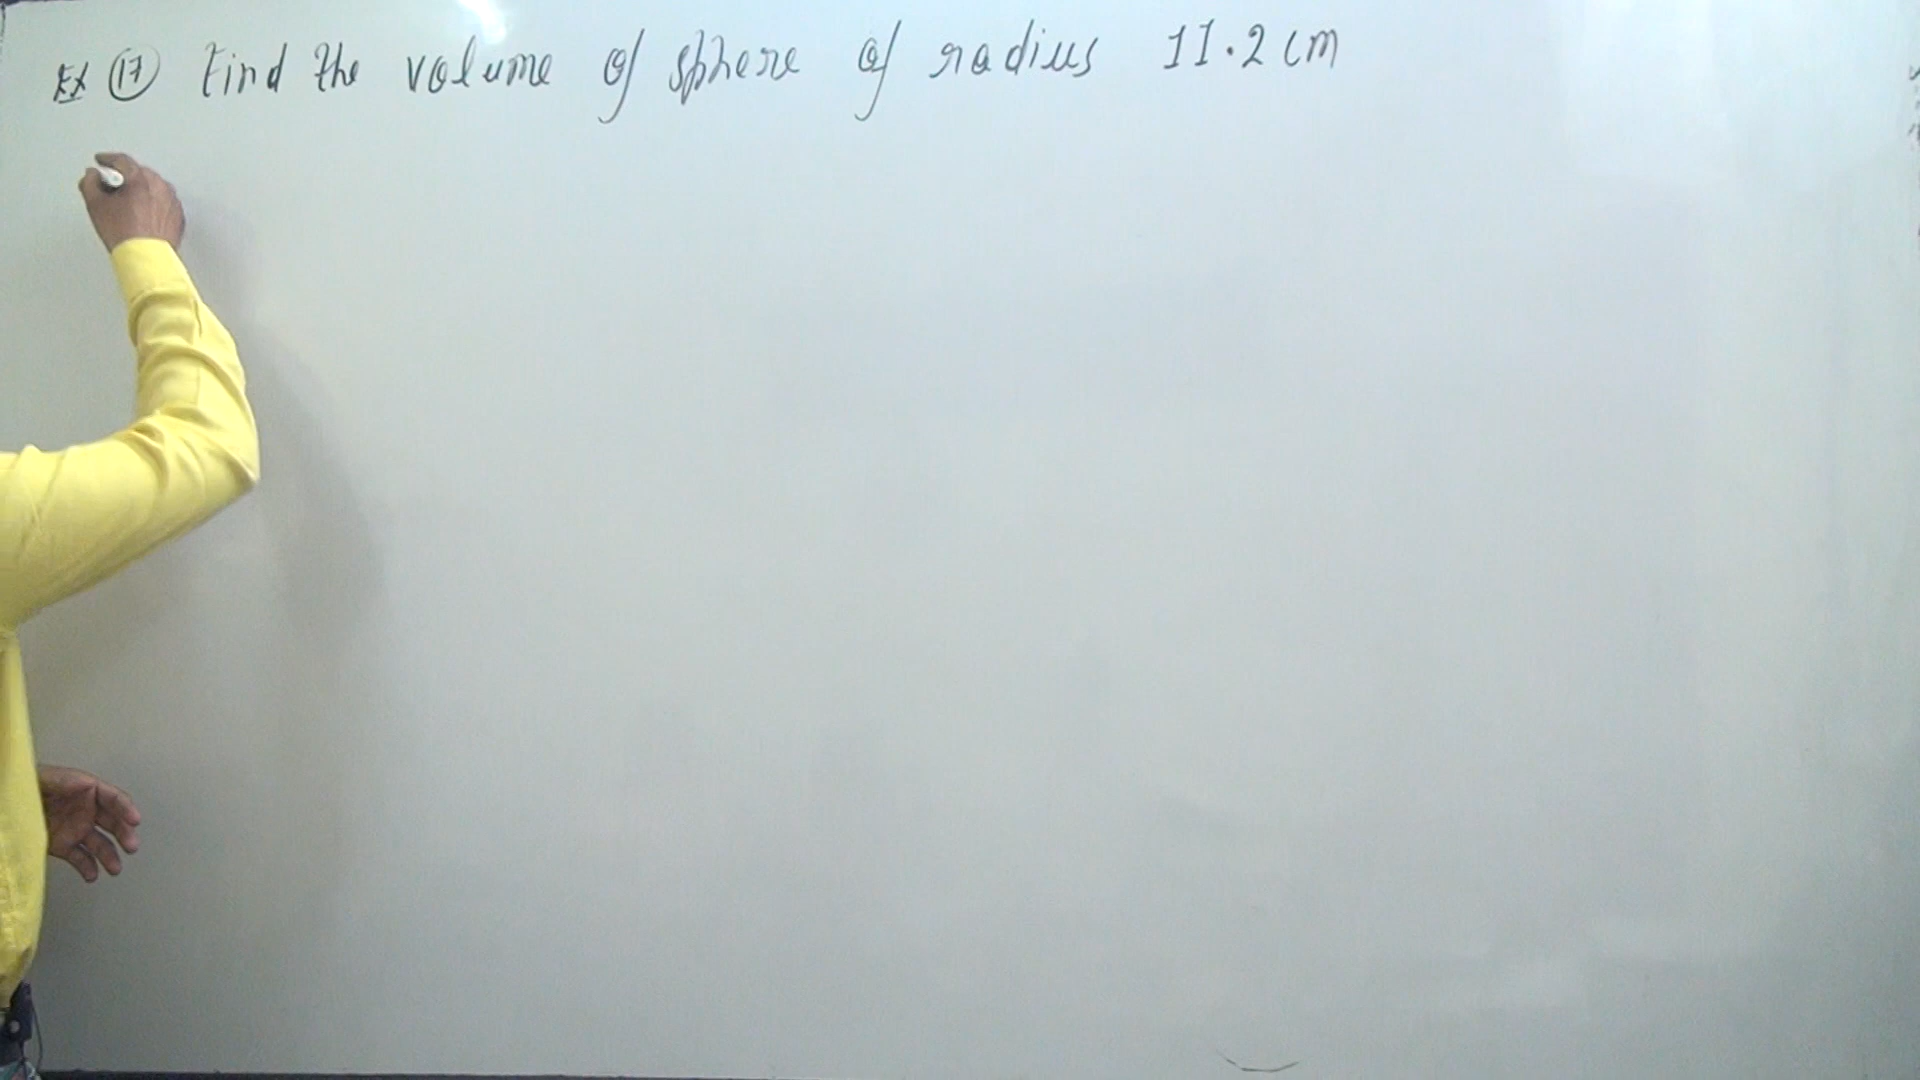 Ex 17 Find the volume of sphere of radius 11.2 cm